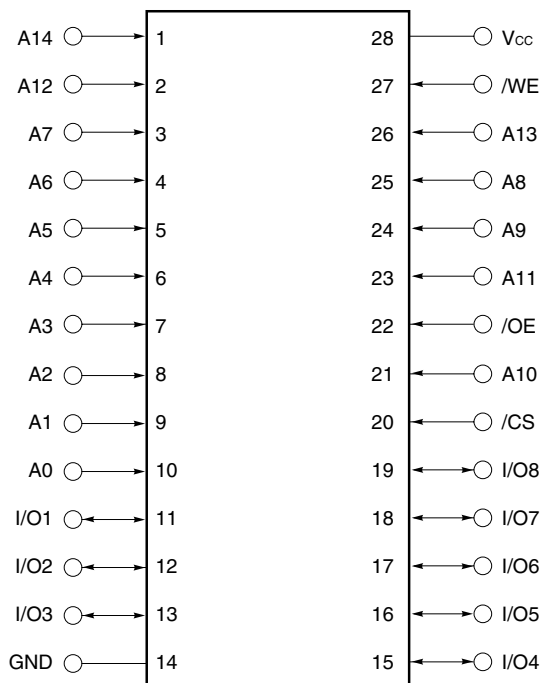 A14 1 28 Vcc
A12 2 27 /WE
A7 3 26 A13
A6 4 25 A8
A5 5 24 A9
A4 6 23 A11
A3 7 22 /OE
A2 8 21 A10
A1 9 20 /CS
A0 10 19 I/O8
I/O1 11 18 I/O7
I/O2 12 17 I/O6
I/O3 13 16 I/O5
GND 14 15 I/O4